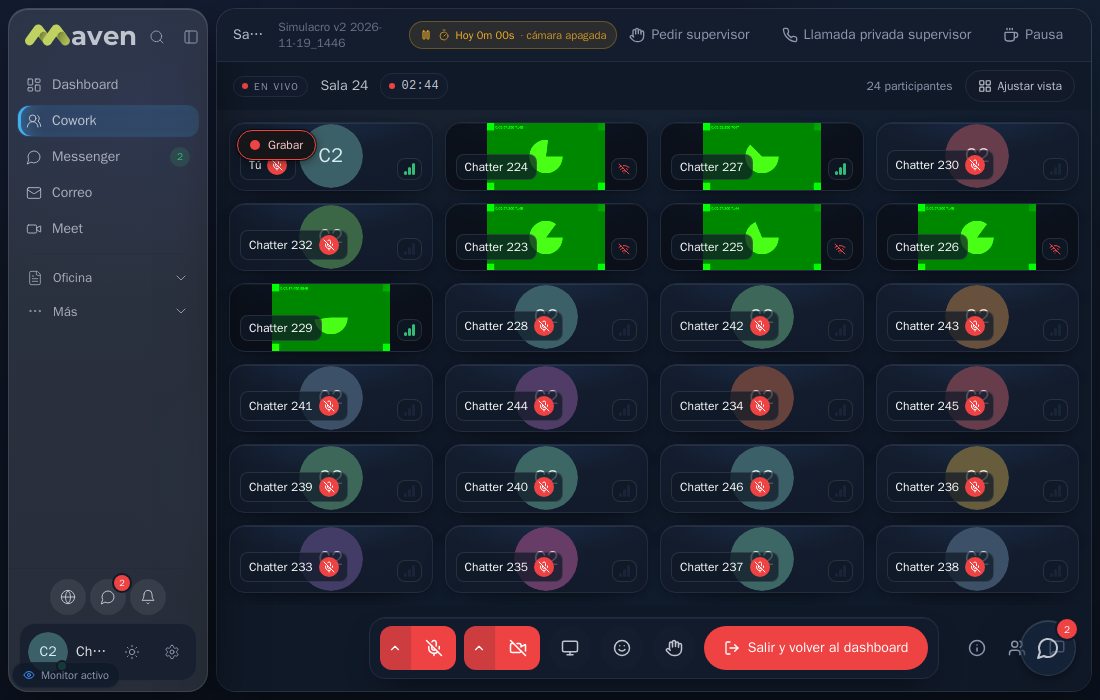 Maven
Dashboard
Cowork
Messenger 2
Correo
Meet
Oficina
Más
2
C2 Ch···
Monitor activo
Sa···
Simulacro v2 2026-
11-19_1446
Hoy 0m 00s · cámara apagada
Pedir supervisor
Llamada privada supervisor
Pausa
EN VIVO Sala 24 02:44
24 participantes
Ajustar vista
Grabar
C2
Tú
Chatter 224
Chatter 227
Chatter 230
Chatter 232
Chatter 223
Chatter 225
Chatter 226
Chatter 229
Chatter 228
Chatter 242
Chatter 243
Chatter 241
Chatter 244
Chatter 234
Chatter 245
Chatter 239
Chatter 240
Chatter 246
Chatter 236
Chatter 233
Chatter 235
Chatter 237
Chatter 238
Salir y volver al dashboard
2